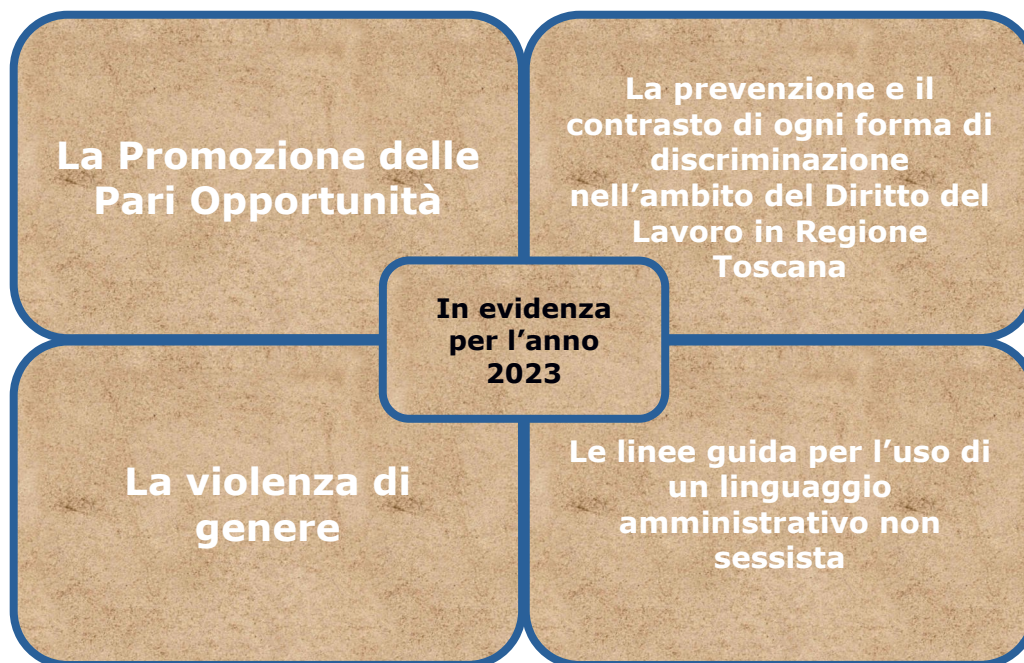 La Promozione delle
Pari Opportunità
La prevenzione e il
contrasto di ogni forma di
discriminazione
nell’ambito del Diritto del
Lavoro in Regione
Toscana
In evidenza
per l’anno
2023
La violenza di
genere
Le linee guida per l’uso di
un linguaggio
amministrativo non
sessista